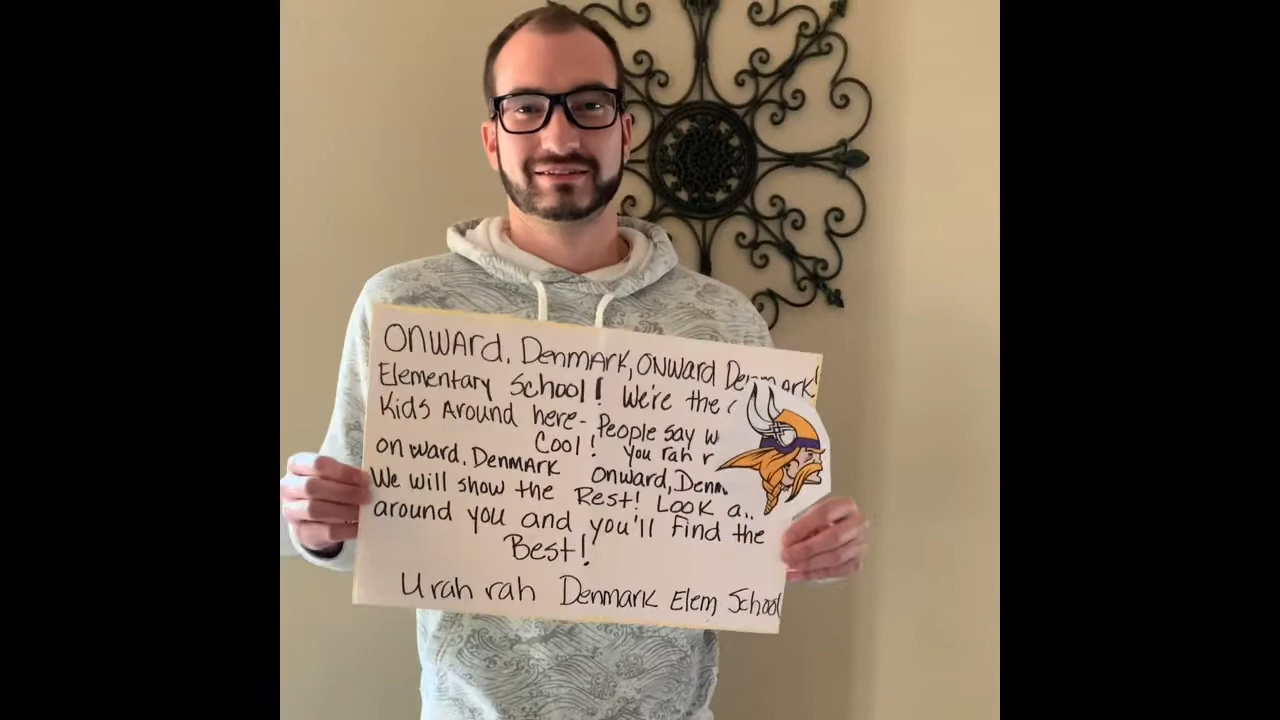 Onward, Denmark, Onward Denmark!
Elementary School! We're the
Kids Around here- People say
Cool! you rah
onward, Denmark Onward,
We will show the Rest! Look
around you and you'll find the
Best!
U rah rah Denmark Elem School